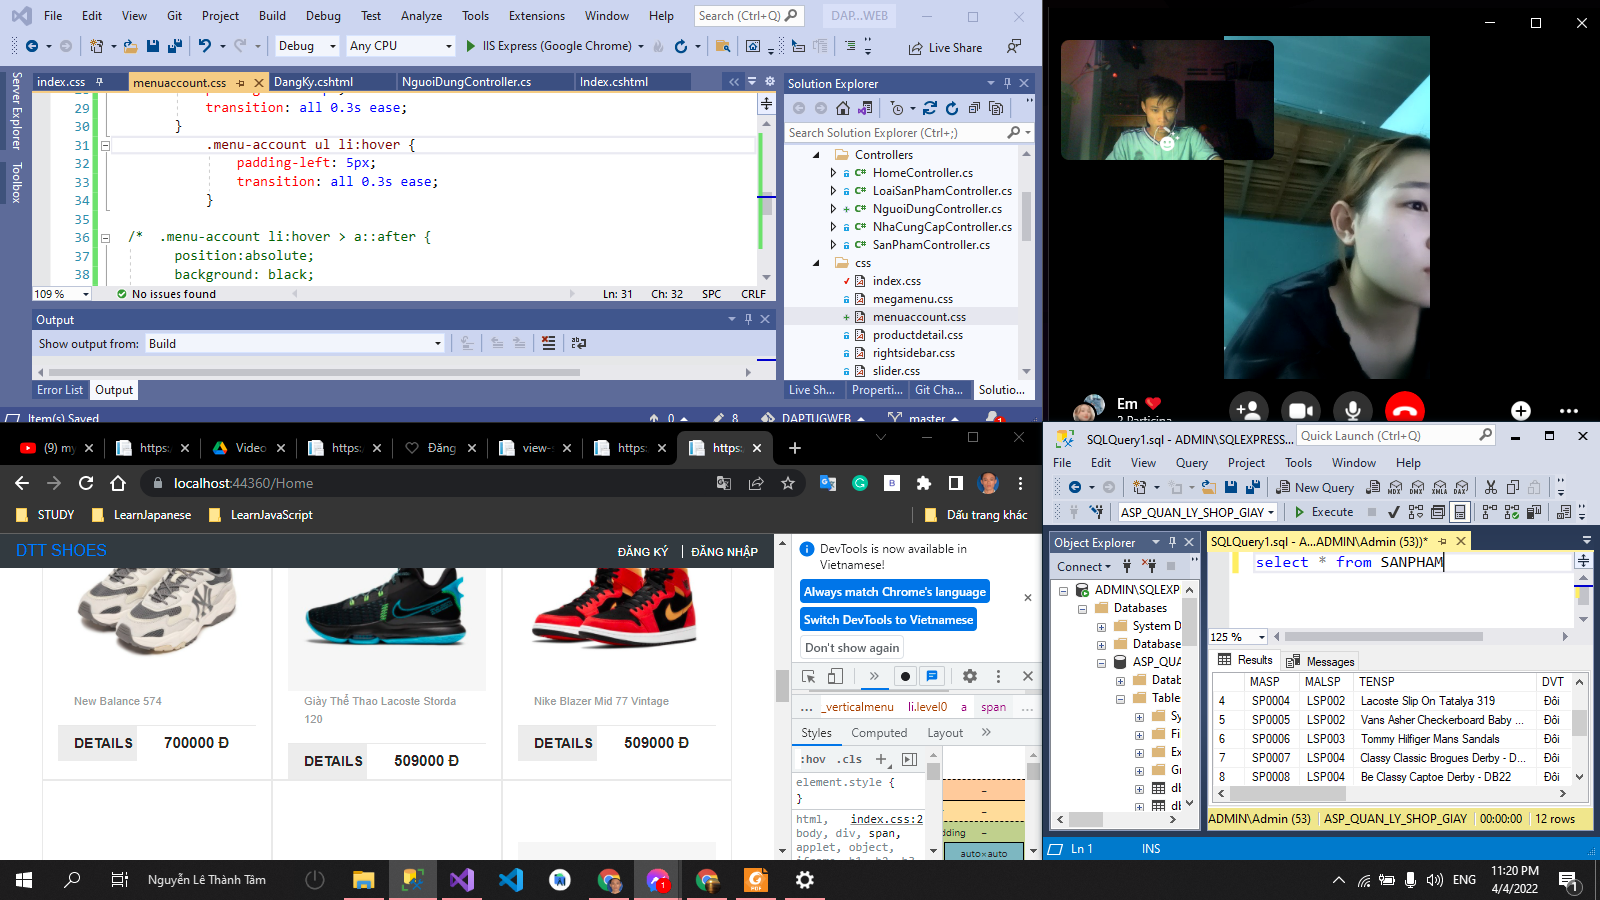 File Edit View Git Project Build Debug Test Analyze Tools Extensions Window Help Search (Ctrl+Q) DAP...WEB
Debug Any CPU IIS Express (Google Chrome) Live Share
Server Explorer
Toolbox
index.css menuaccount.css DangKy.cshtml NguoiDungController.cs Index.cshtml
29 transition: all 0.3s ease;
30 }
31 .menu-account ul li:hover {
32 padding-left: 5px;
33 transition: all 0.3s ease;
34 }
35
36 /* .menu-account li:hover > a::after {
37 position:absolute;
38 background: black;
109 % No issues found Ln: 31 Ch: 32 SPC CRLF
Output
Show output from: Build
Error List Output
Item(s) Saved 0 8 DAPTUGWEB master
Solution Explorer
Search Solution Explorer (Ctrl+;)
Controllers
C# HomeController.cs
C# LoaiSanPhamController.cs
C# NguoiDungController.cs
C# NhaCungCapController.cs
C# SanPhamController.cs
css
index.css
megamenu.css
menuaccount.css
productdetail.css
rightsidebar.css
slider.css
Live Sh... Properti... Git Cha... Solutio...
Em ❤
2 Participa
(9) my https: Video https: Đăng view- https: https:
localhost:44360/Home
STUDY LearnJapanese LearnJavaScript Dấu trang khác
DTT SHOES ĐĂNG KÝ ĐĂNG NHẬP
New Balance 574
DETAILS 700000 Đ
Giày Thể Thao Lacoste Storda
120
DETAILS 509000 Đ
Nike Blazer Mid 77 Vintage
DETAILS 509000 Đ
DevTools is now available in
Vietnamese!
Always match Chrome's language
Switch DevTools to Vietnamese
Don't show again
... _verticalmenu li.level0 a span ...
Styles Computed Layout
:hov .cls
element.style {
}
html, index.css:2
body, div, span,
applet, object,
dding
auto×auto
SQLQuery1.sql - ADMIN\SQLEXPRESS... Quick Launch (Ctrl+Q)
File Edit View Query Project Tools Window Help
New Query MDX DMX XMLA DAX
ASP_QUAN_LY_SHOP_GIAY Execute
Object Explorer
Connect
ADMIN\SQLEXP
Databases
System D
Database
ASP_QUA
Datab
Tables
Sy
Fi
Ex
Gr
db
db
SQLQuery1.sql - A...ADMIN\Admin (53))*
select * from SANPHAM
125 %
Results Messages
MASP MALSP TENSP DVT
4 SP0004 LSP002 Lacoste Slip On Tatalya 319 Đôi
5 SP0005 LSP002 Vans Asher Checkerboard Baby ... Đôi
6 SP0006 LSP003 Tommy Hilfiger Mans Sandals Đôi
7 SP0007 LSP004 Classy Classic Brogues Derby - D... Đôi
8 SP0008 LSP004 Be Classy Captoe Derby - DB22 Đôi
ADMIN\Admin (53) ASP_QUAN_LY_SHOP_GIAY 00:00:00 12 rows
Ln 1 INS
Nguyễn Lê Thành Tâm
ENG 11:20 PM
4/4/2022